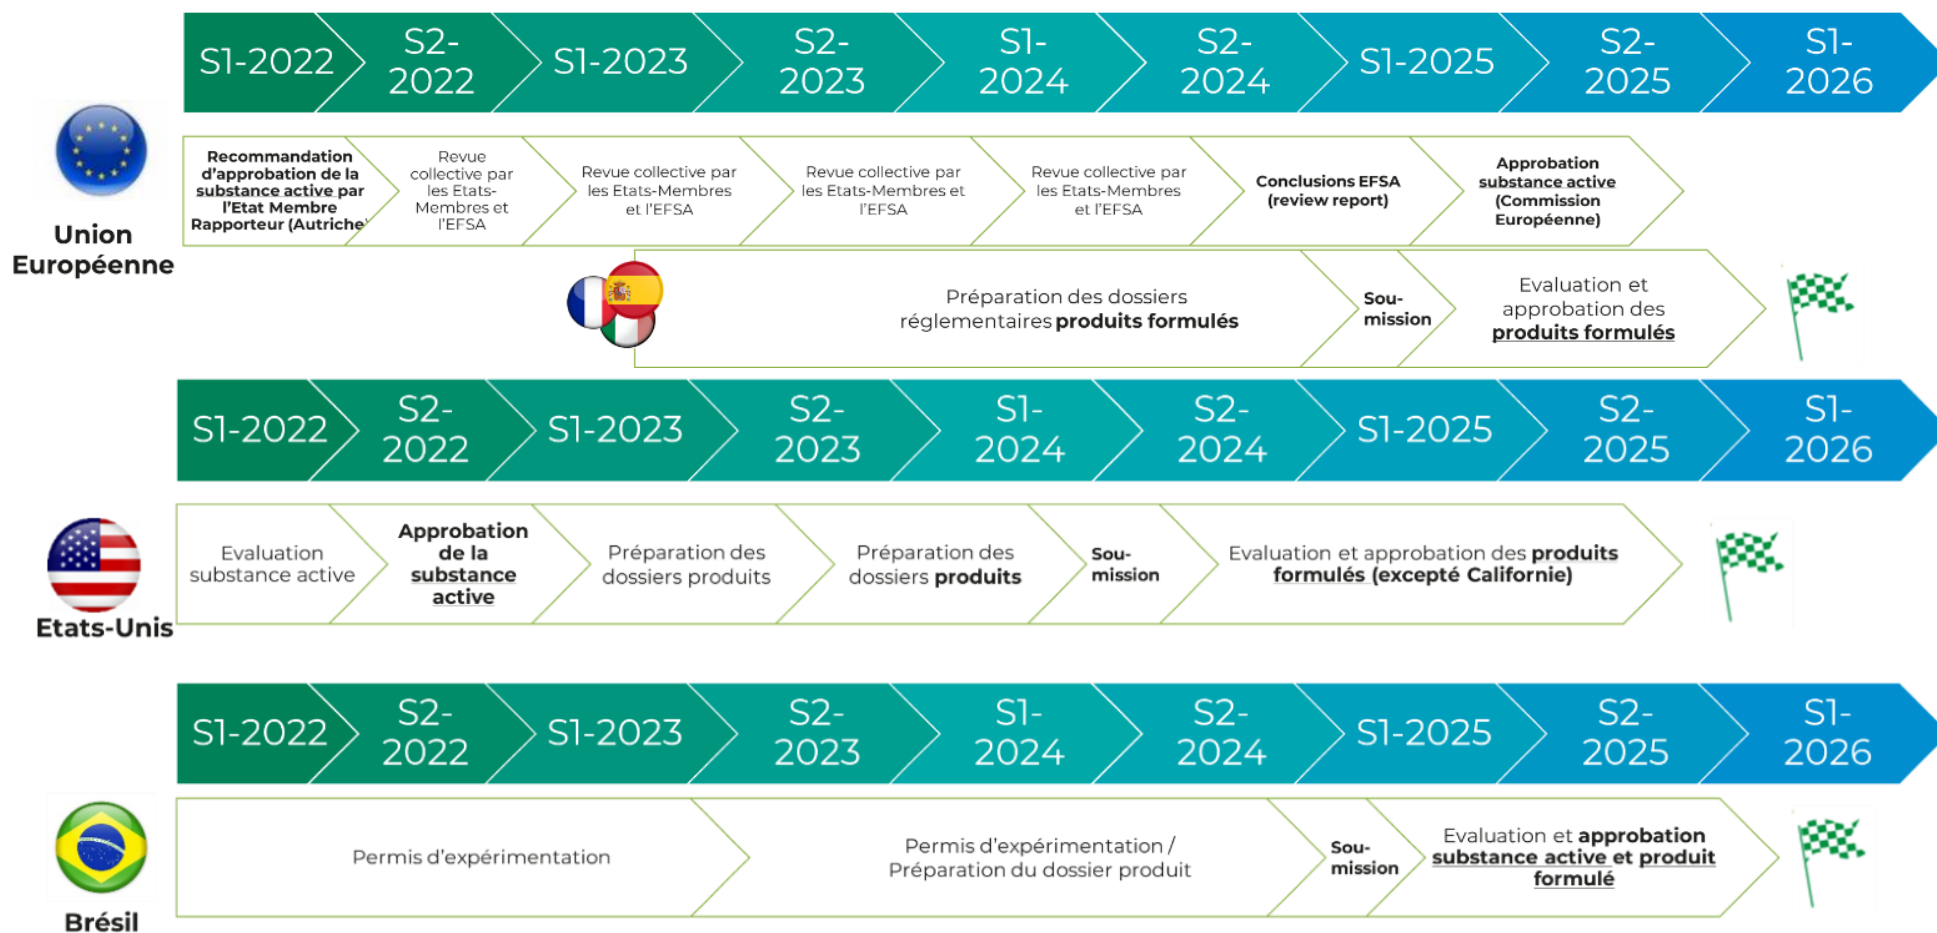 S1-2022
S2-
2022
S1-2023
S2-
2023
S1-
2024
S2-
2024
S1-2025
S2-
2025
S1-
2026
Union
Européenne
Recommandation
d'approbation de la
substance active par
l'Etat Membre
Rapporteur (Autriche)
Revue
collective par
les Etats-
Membres et
l'EFSA
Revue collective par
les Etats-Membres
et l'EFSA
Revue collective par
les Etats-Membres et
l'EFSA
Revue collective par
les Etats-Membres
et l'EFSA
Conclusions EFSA
(review report)
Approbation
substance active
(Commission
Européenne)
Préparation des dossiers
réglementaires produits formulés
Sou-
mission
Evaluation et
approbation des
produits formulés
S1-2022
S2-
2022
S1-2023
S2-
2023
S1-
2024
S2-
2024
S1-2025
S2-
2025
S1-
2026
Etats-Unis
Evaluation
substance active
Approbation
de la
substance
active
Préparation des
dossiers produits
Préparation des
dossiers produits
Sou-
mission
Evaluation et approbation des produits
formulés (excepté Californie)
S1-2022
S2-
2022
S1-2023
S2-
2023
S1-
2024
S2-
2024
S1-2025
S2-
2025
S1-
2026
Brésil
Permis d'expérimentation
Permis d'expérimentation /
Préparation du dossier produit
Sou-
mission
Evaluation et approbation
substance active et produit
formulé